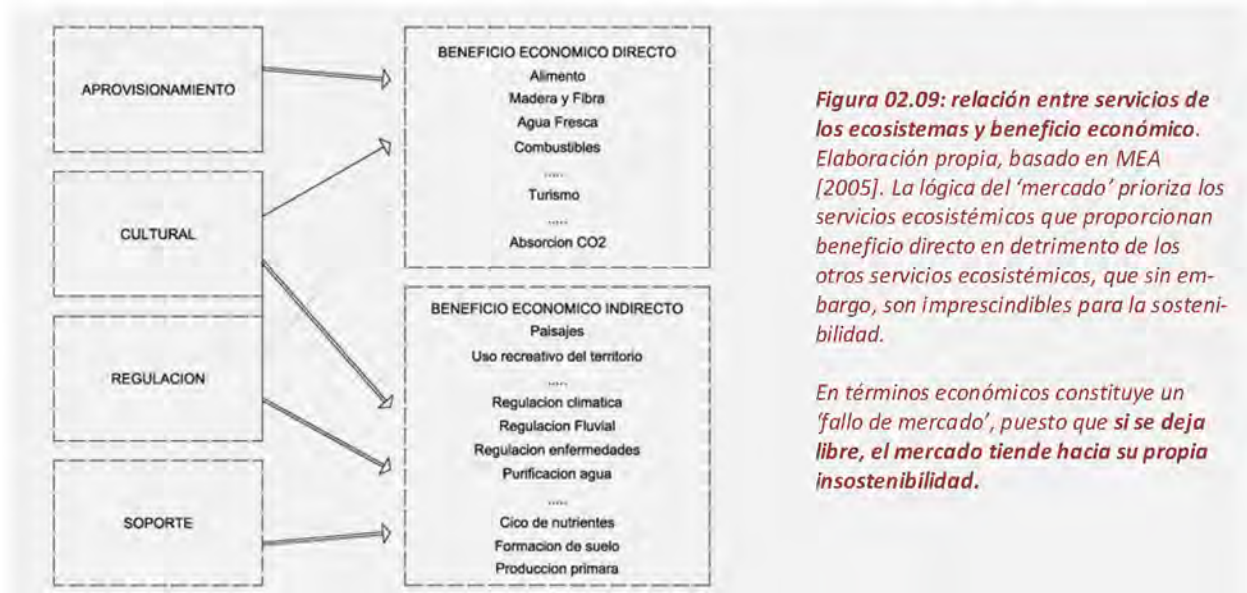 APROVISIONAMIENTO
CULTURAL
REGULACION
SOPORTE
BENEFICIO ECONOMICO DIRECTO
Alimento
Madera y Fibra
Agua Fresca
Combustibles
.....
Turismo
.....
Absorcion CO2
BENEFICIO ECONOMICO INDIRECTO
Paisajes
Uso recreativo del territorio
.....
Regulacion climatica
Regulacion Fluvial
Regulacion enfermedades
Purificacion agua
.....
Cico de nutrientes
Formacion de suelo
Produccion primara
Figura 02.09: relación entre servicios de
los ecosistemas y beneficio económico.
Elaboración propia, basado en MEA
[2005]. La lógica del ‘mercado’ prioriza los
servicios ecosistémicos que proporcionan
beneficio directo en detrimento de los
otros servicios ecosistémicos, que sin em-
bargo, son imprescindibles para la sosteni-
bilidad.
En términos económicos constituye un
‘fallo de mercado’, puesto que si se deja
libre, el mercado tiende hacia su propia
insostenibilidad.